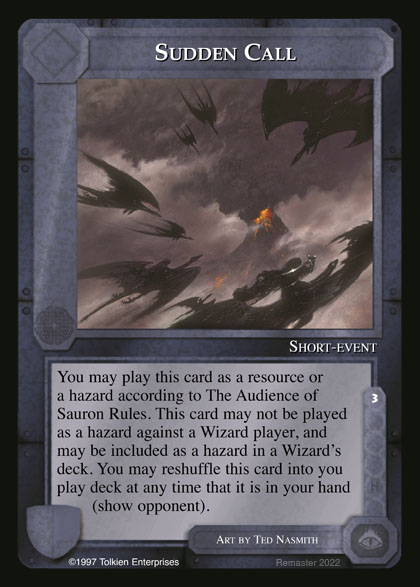 Sudden Call
Short-event
You may play this card as a resource or
a hazard according to The Audience of
Sauron Rules. This card may not be played
as a hazard against a Wizard player, and
may be included as a hazard in a Wizard's
deck. You may reshuffle this card into you
play deck at any time that it is in your hand
(show opponent).
3
H
Art by Ted Nasmith
©1997 Tolkien Enterprises
Remaster 2022